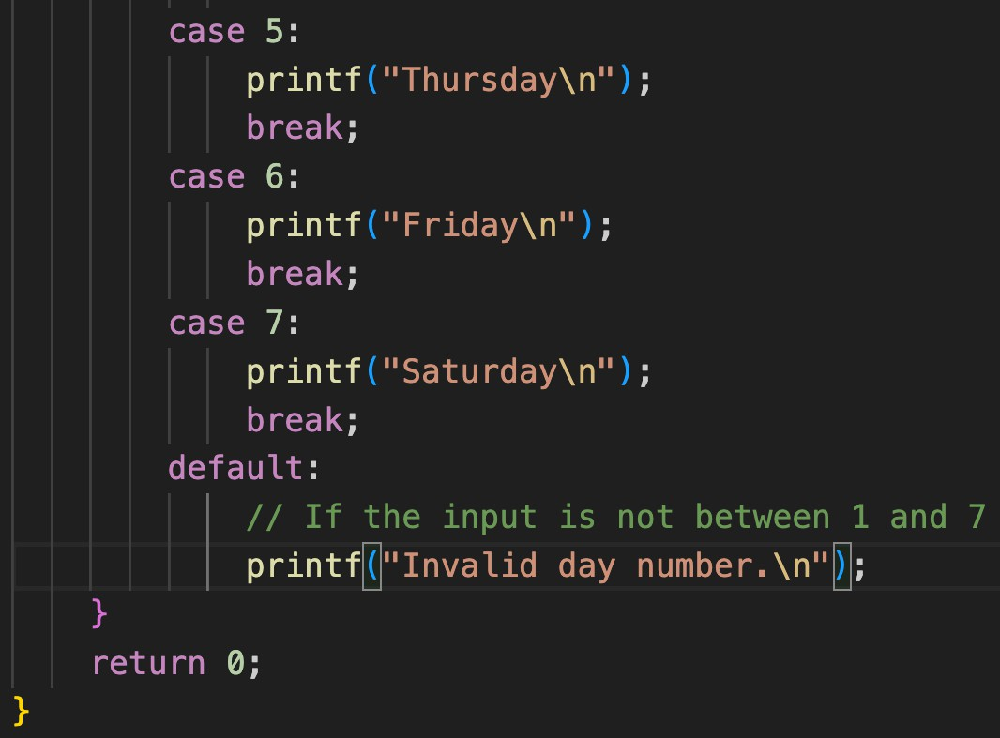 case 5:
printf("Thursday\n");
break;
case 6:
printf("Friday\n");
break;
case 7:
printf("Saturday\n");
break;
default:
// If the input is not between 1 and 7
printf("Invalid day number.\n");
}
return 0;
}